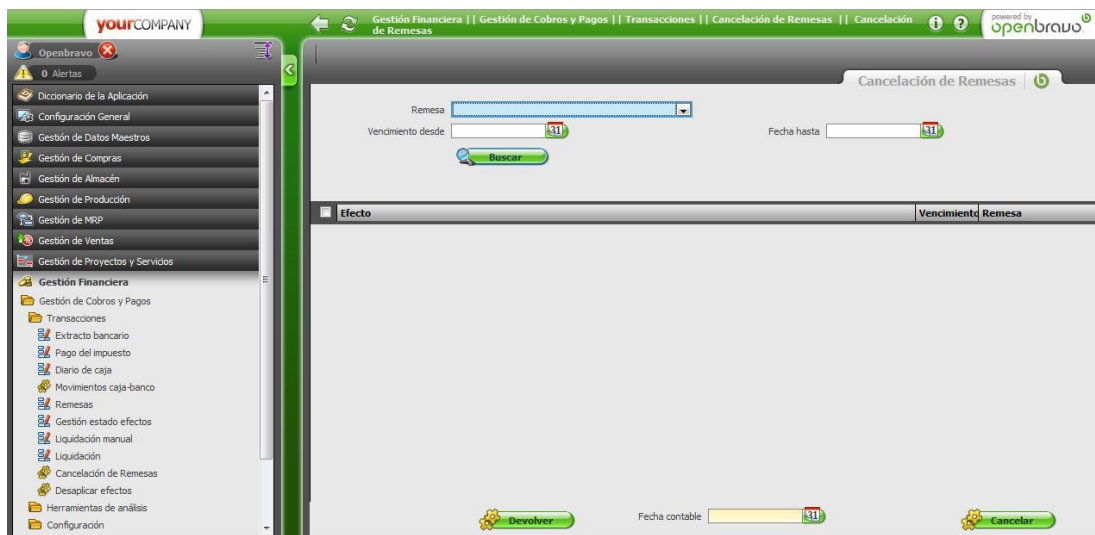 yourCOMPANY
Gestión Financiera || Gestión de Cobros y Pagos || Transacciones || Cancelación de Remesas || Cancelación
de Remesas
powered by
openbravo
Openbravo
0 Alertas
Diccionario de la Aplicación
Configuración General
Gestión de Datos Maestros
Gestión de Compras
Gestión de Almacén
Gestión de Producción
Gestión de MRP
Gestión de Ventas
Gestión de Proyectos y Servicios
Gestión Financiera
Gestión de Cobros y Pagos
Transacciones
Extracto bancario
Pago del impuesto
Diario de caja
Movimientos caja-banco
Remesas
Gestión estado efectos
Liquidación manual
Liquidación
Cancelación de Remesas
Desaplicar efectos
Herramientas de análisis
Configuración
Cancelación de Remesas
Remesa
Vencimiento desde 31 Fecha hasta 31
Buscar
Efecto Vencimiento Remesa
Devolver Fecha contable 31 Cancelar